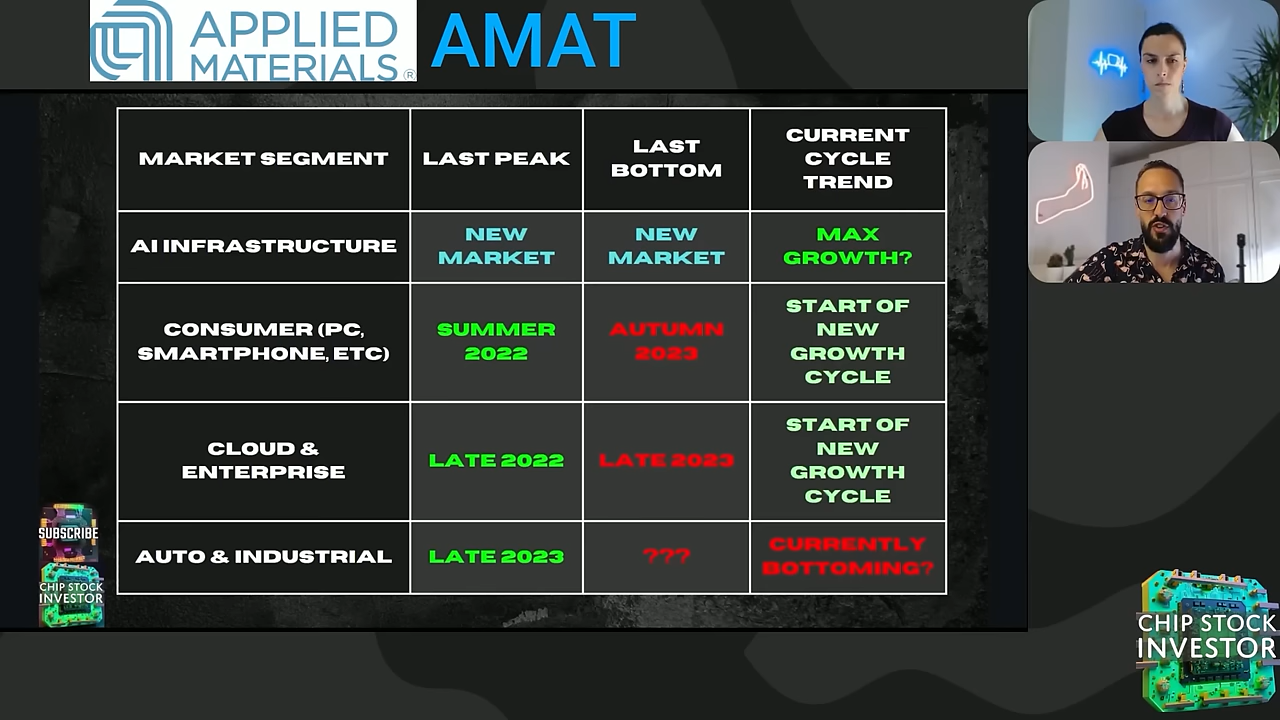 APPLIED
MATERIALS®
AMAT
MARKET SEGMENT
LAST PEAK
LAST
BOTTOM
CURRENT
CYCLE
TREND
AI INFRASTRUCTURE
NEW
MARKET
NEW
MARKET
MAX
GROWTH?
CONSUMER (PC,
SMARTPHONE, ETC)
SUMMER
2022
AUTUMN
2023
START OF
NEW
GROWTH
CYCLE
CLOUD &
ENTERPRISE
LATE 2022
LATE 2023
START OF
NEW
GROWTH
CYCLE
AUTO & INDUSTRIAL
LATE 2023
???
CURRENTLY
BOTTOMING?
SUBSCRIBE
CHIP STOCK
INVESTOR
CHIP STOCK
INVESTOR